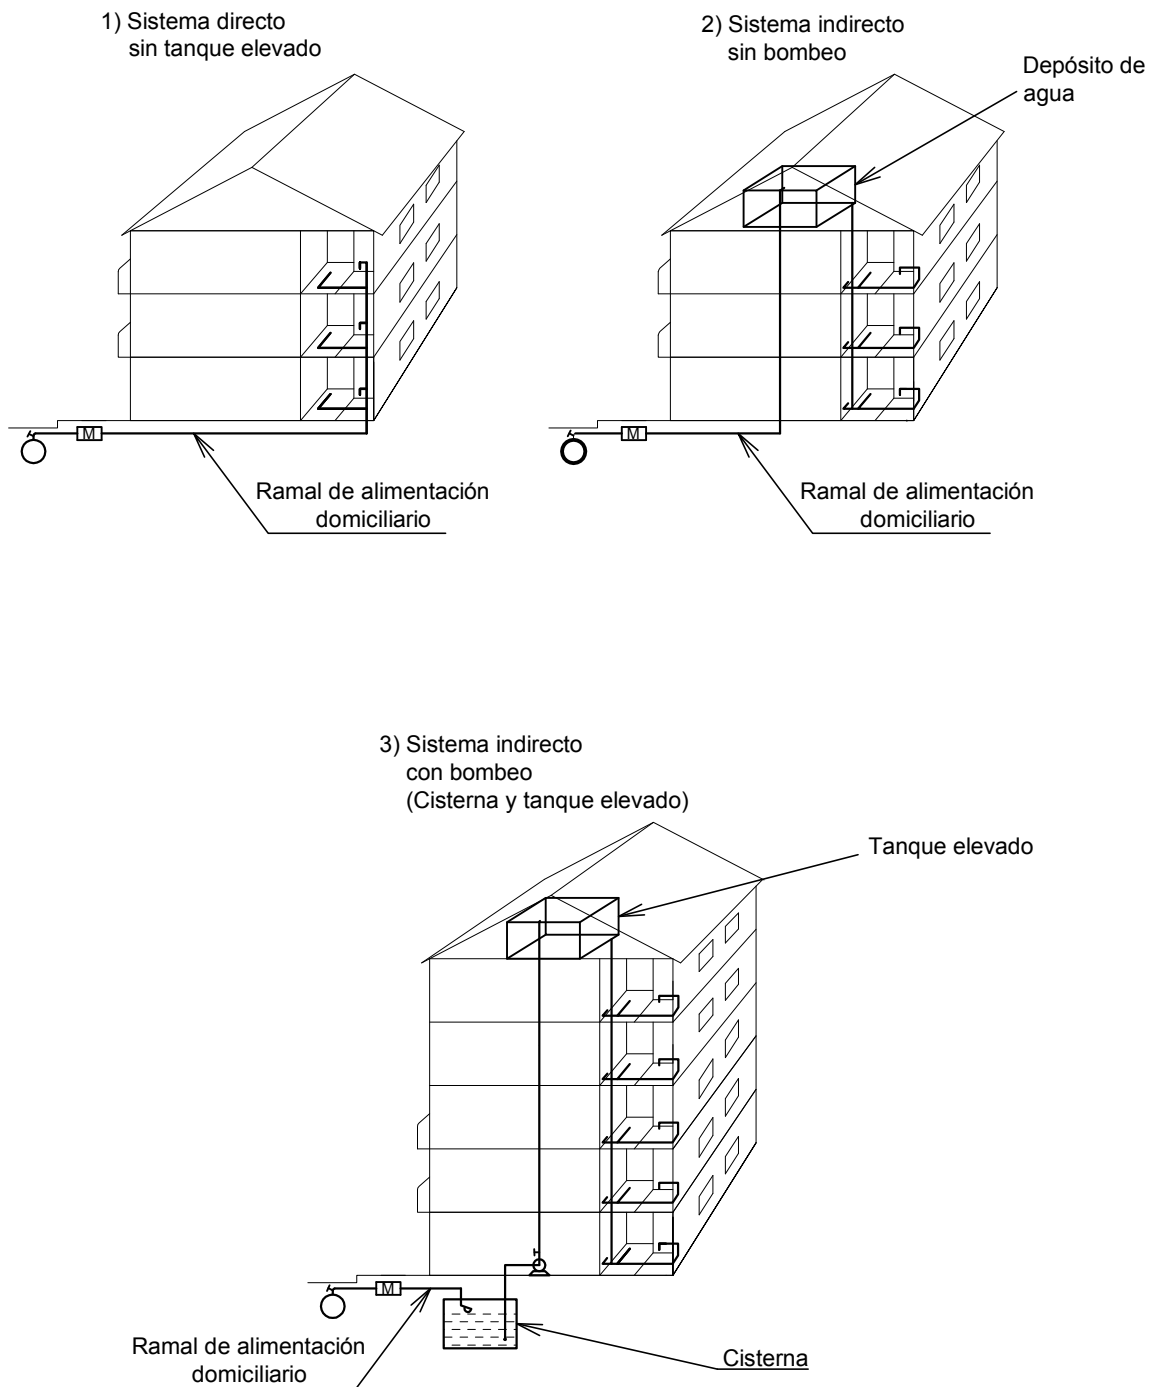 1) Sistema directo
sin tanque elevado
2) Sistema indirecto
sin bombeo
Depósito de
agua
M
Ramal de alimentación
domiciliario
M
Ramal de alimentación
domiciliario
3) Sistema indirecto
con bombeo
(Cisterna y tanque elevado)
Tanque elevado
M
Ramal de alimentación
domiciliario
Cisterna